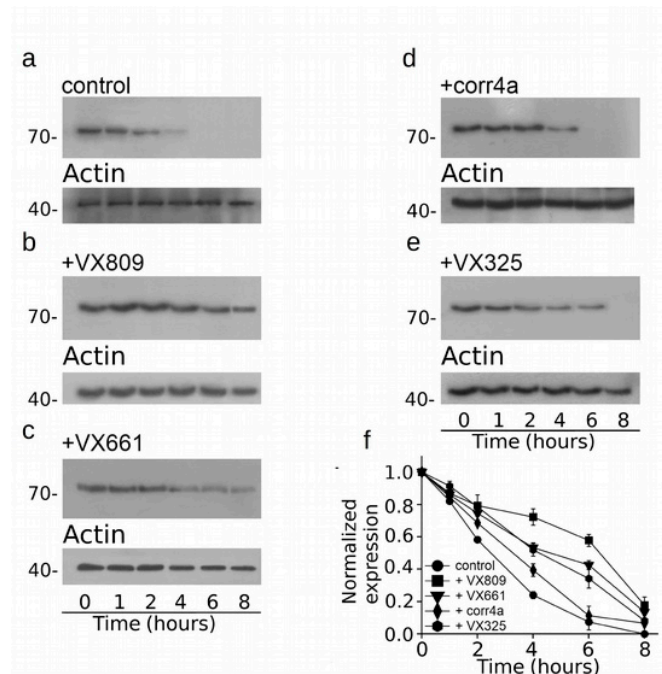 a
control
70-
Actin
40-
b
+VX809
70-
Actin
40-
c
+VX661
70-
Actin
40-
0 1 2 4 6 8
Time (hours)
d
+corr4a
70-
Actin
40-
e
+VX325
70-
Actin
40-
0 1 2 4 6 8
Time (hours)
f
Normalized
expression
1.0
0.8
0.6
0.4
0.2
0.0
control
+ VX809
+ VX661
+ corr4a
+ VX325
0 2 4 6 8
Time (hours)